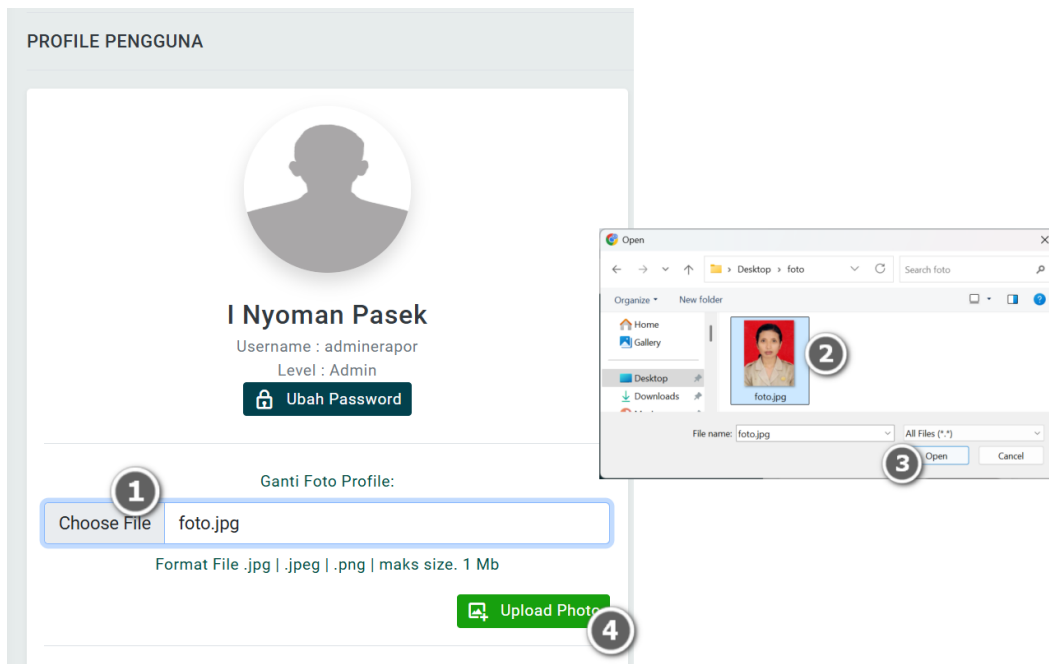 PROFILE PENGGUNA
I Nyoman Pasek
Username : adminerapor
Level : Admin
Ubah Password
Ganti Foto Profile:
1
Choose File foto.jpg
Format File .jpg | .jpeg | .png | maks size. 1 Mb
Upload Photo
4
Open
Desktop › foto
Search foto
Organize
New folder
Home
Gallery
Desktop
Downloads
foto.jpg
2
File name: foto.jpg
All Files (*.*)
3
Open
Cancel